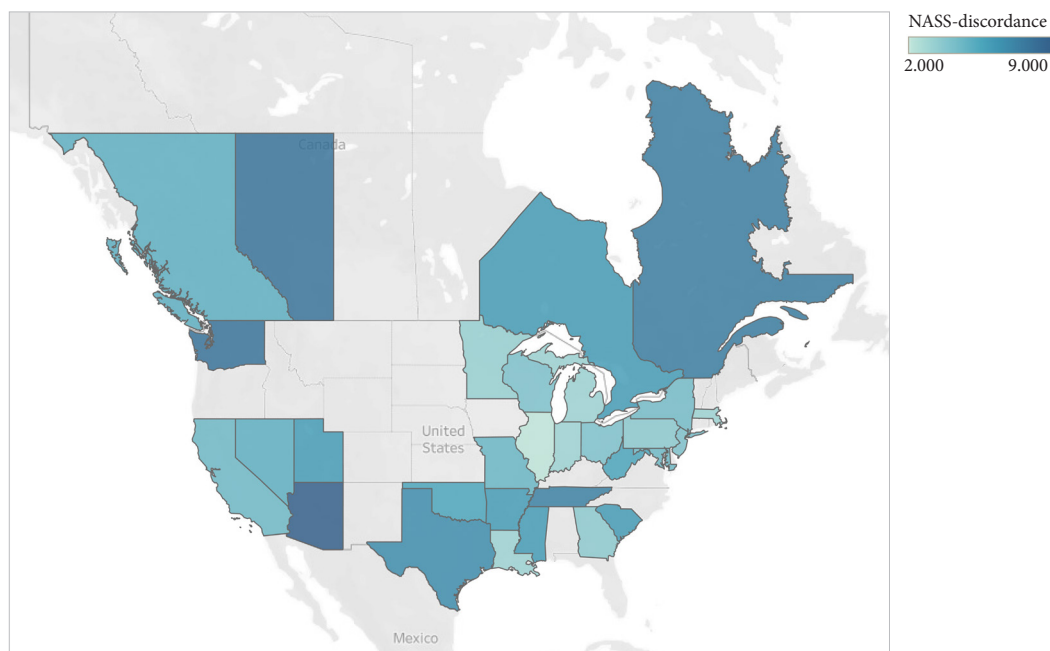 NASS-discordance
2.000 9.000
Canada
United
States
Mexico